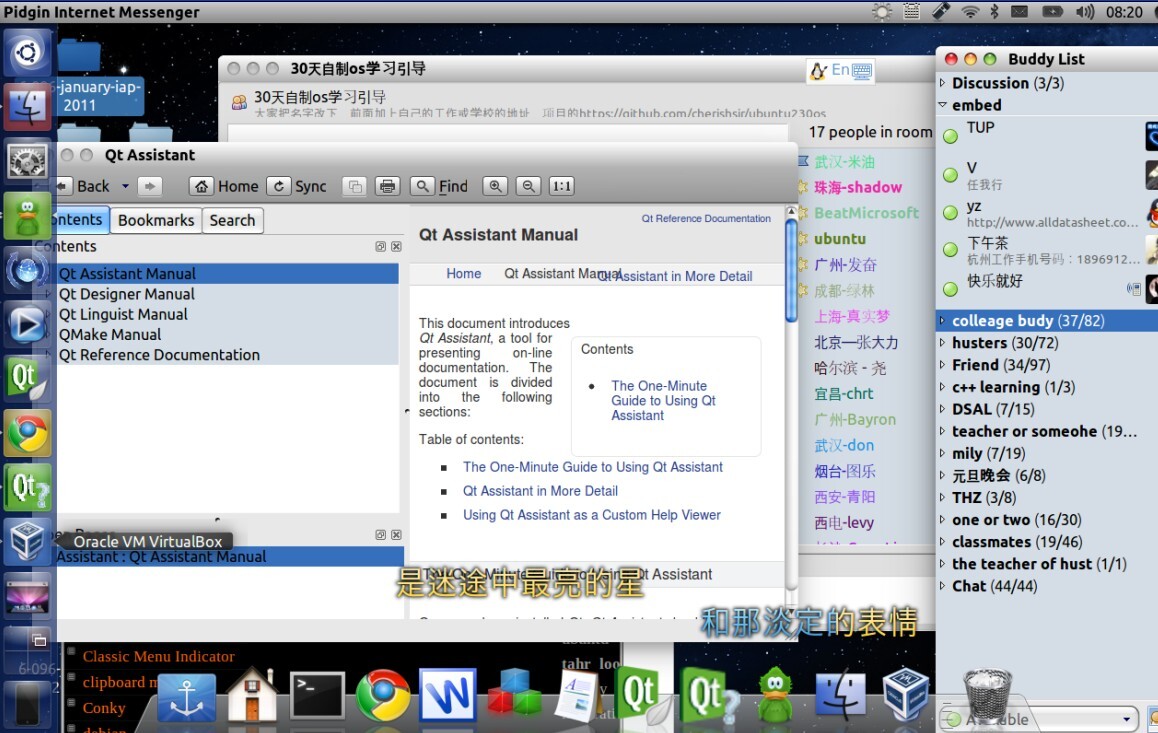 Pidgin Internet Messenger
08:20
-january-iap-
2011
30天自制os学习引导
30天自制os学习引导
大家把名字改下 前面加上自己的工作或学校的地址 项目的https://github.com/cherishsir/ubuntu230os
En
17 people in room
武汉-米油
珠海-shadow
BeatMicrosoft
ubuntu
广州-发奋
成都-绿林
上海-真实梦
北京—张大力
哈尔滨 - 尧
宜昌-chrt
广州-Bayron
武汉-don
烟台-图乐
西安-青阳
西电-levy
Qt Assistant
Back
Home
Sync
Find
1:1
Contents
Bookmarks
Search
Contents
Qt Assistant Manual
Qt Designer Manual
Qt Linguist Manual
QMake Manual
Qt Reference Documentation
Oracle VM VirtualBox
Assistant : Qt Assistant Manual
Qt Reference Documentation
Qt Assistant Manual
Home
Qt Assistant Manual
Qt Assistant in More Detail
This document introduces
Qt Assistant, a tool for
presenting on-line
documentation. The
document is divided
into the following
sections:
Contents
The One-Minute
Guide to Using Qt
Assistant
Table of contents:
The One-Minute Guide to Using Qt Assistant
Qt Assistant in More Detail
Using Qt Assistant as a Custom Help Viewer
Qt Assistant
是迷途中最亮的星
和那淡定的表情
Buddy List
Discussion (3/3)
embed
TUP
V
任我行
yz
http://www.alldatasheet.co...
下午茶
杭州工作手机号码：1896912...
快乐就好
colleage budy (37/82)
husters (30/72)
Friend (34/97)
c++ learning (1/3)
DSAL (7/15)
teacher or someohe (19...
mily (7/19)
元旦晚会 (6/8)
THZ (3/8)
one or two (16/30)
classmates (19/46)
the teacher of hust (1/1)
Chat (44/44)
6-096-
Classic Menu Indicator
clipboard m
Conky
debian
tahr loo